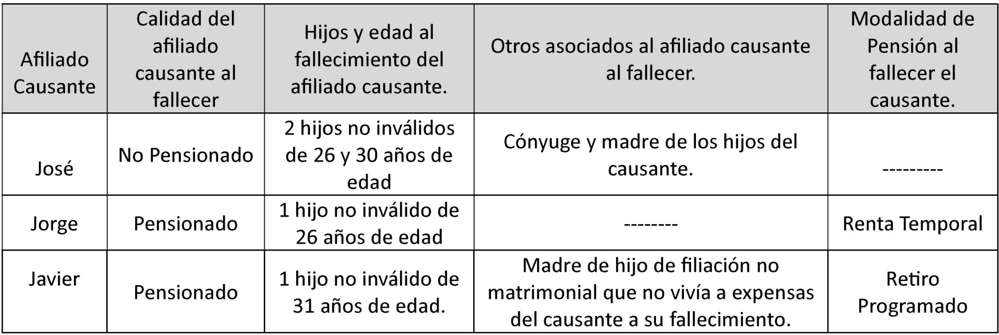 Afiliado
Causante
Calidad del
afiliado
causante al
fallecer
Hijos y edad al
fallecimiento del
afiliado causante.
Otros asociados al afiliado causante
al fallecer.
Modalidad de
Pensión al
fallecer el
causante.
José
No Pensionado
2 hijos no inválidos
de 26 y 30 años de
edad
Cónyuge y madre de los hijos del
causante.
---------
Jorge
Pensionado
1 hijo no inválido de
26 años de edad
--------
Renta Temporal
Javier
Pensionado
1 hijo no inválido de
31 años de edad.
Madre de hijo de filiación no
matrimonial que no vivía a expensas
del causante a su fallecimiento.
Retiro
Programado